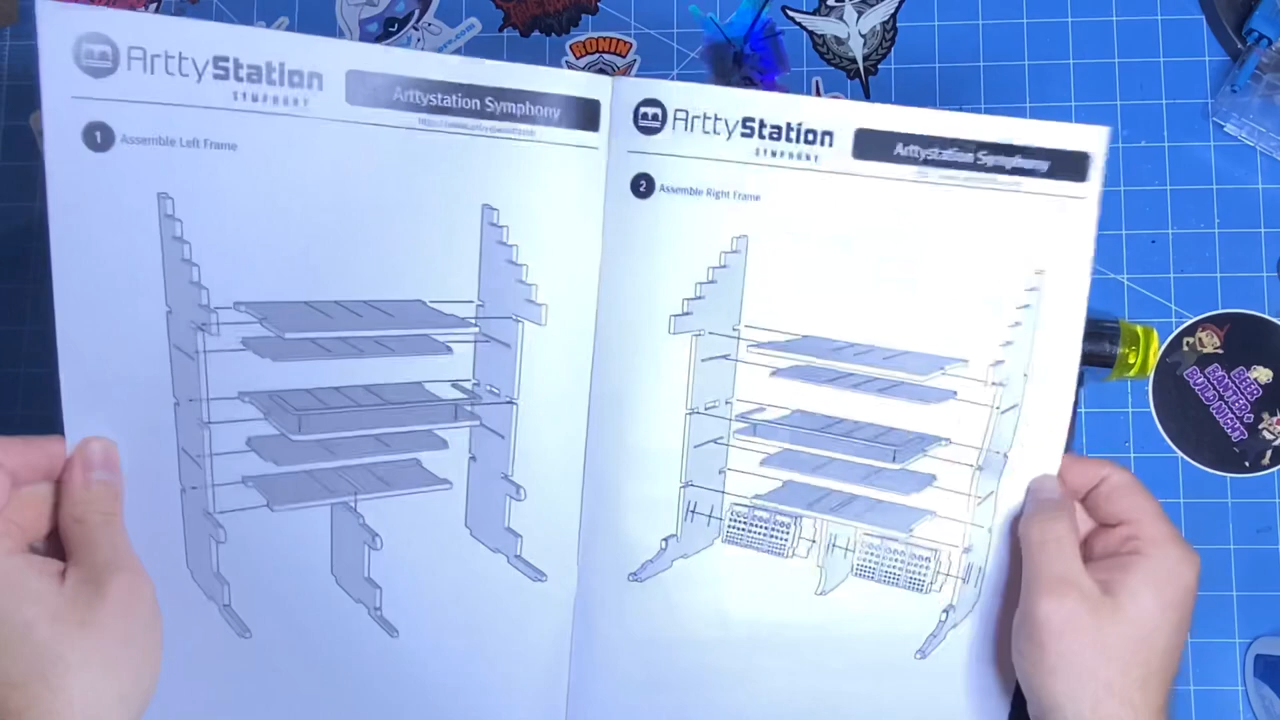 ArttyStation
SYMPHONY
Arttystation Symphony
1 Assemble Left Frame
ArttyStation
SYMPHONY
Arttystation Symphony
2 Assemble Right Frame
RONIN
BEER
BANTER +
BUILD NIGHT